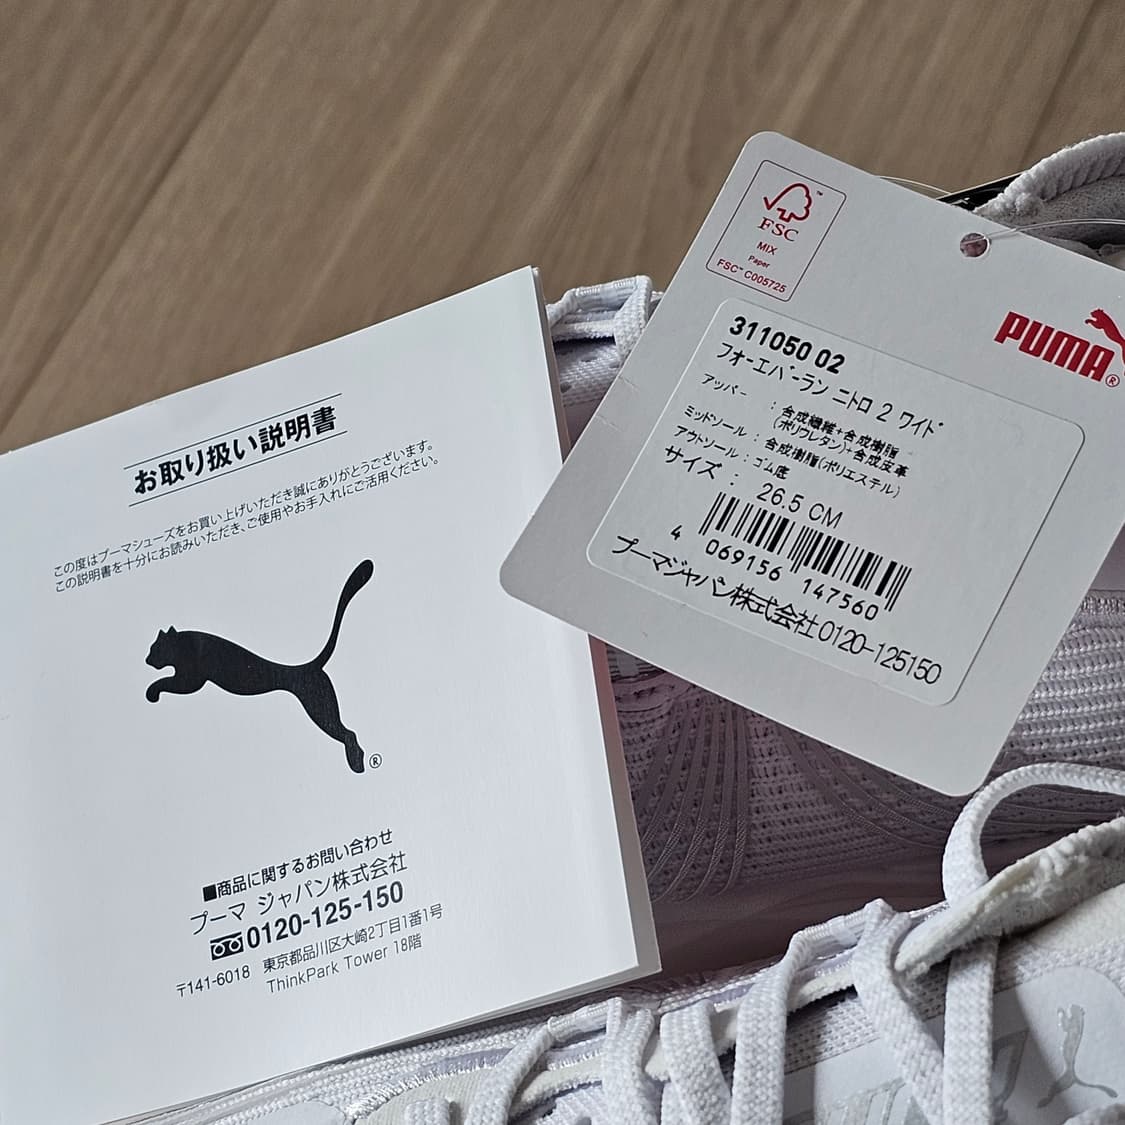 お取り扱い説明書
この度はプーマシューズをお買い上げいただき誠にありがとうございます。
この説明書を十分にお読みいただき、ご使用やお手入れにご活用ください。
®
■商品に関するお問い合わせ
プーマ ジャパン株式会社
0120-125-150
〒141-6018 東京都品川区大崎2丁目1番1号
ThinkPark Tower 18階
™
FSC
MIX
Paper
FSC™ C005725
PUMA®
311050 02
フォーエバーラン ニトロ 2 ワイド
アッパー : 合成繊維+合成樹脂
(ポリウレタン)+合成皮革
ミッドソール : 合成樹脂(ポリエステル)
アウトソール : ゴム底
サイズ : 26.5 CM
4 069156 147560
プーマジャパン株式会社 0120-125150